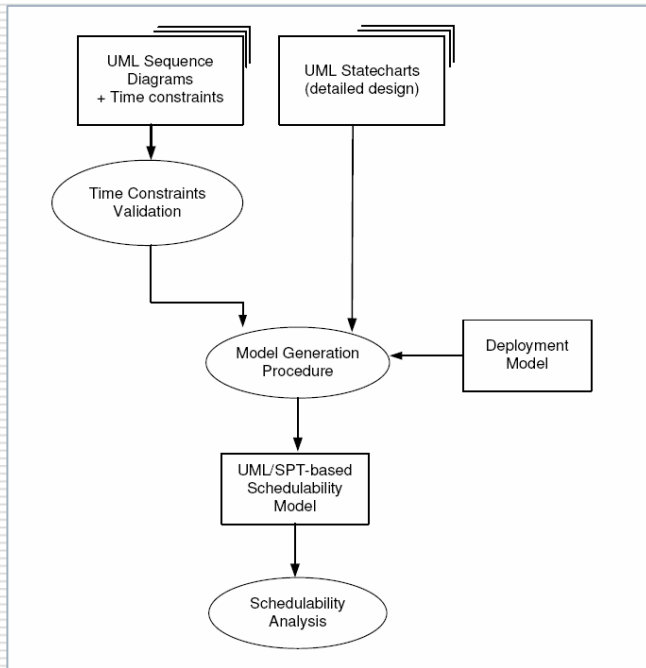 UML Sequence
Diagrams
+ Time constraints
UML Statecharts
(detailed design)
Time Constraints
Validation
Model Generation
Procedure
Deployment
Model
UML/SPT-based
Schedulability
Model
Schedulability
Analysis